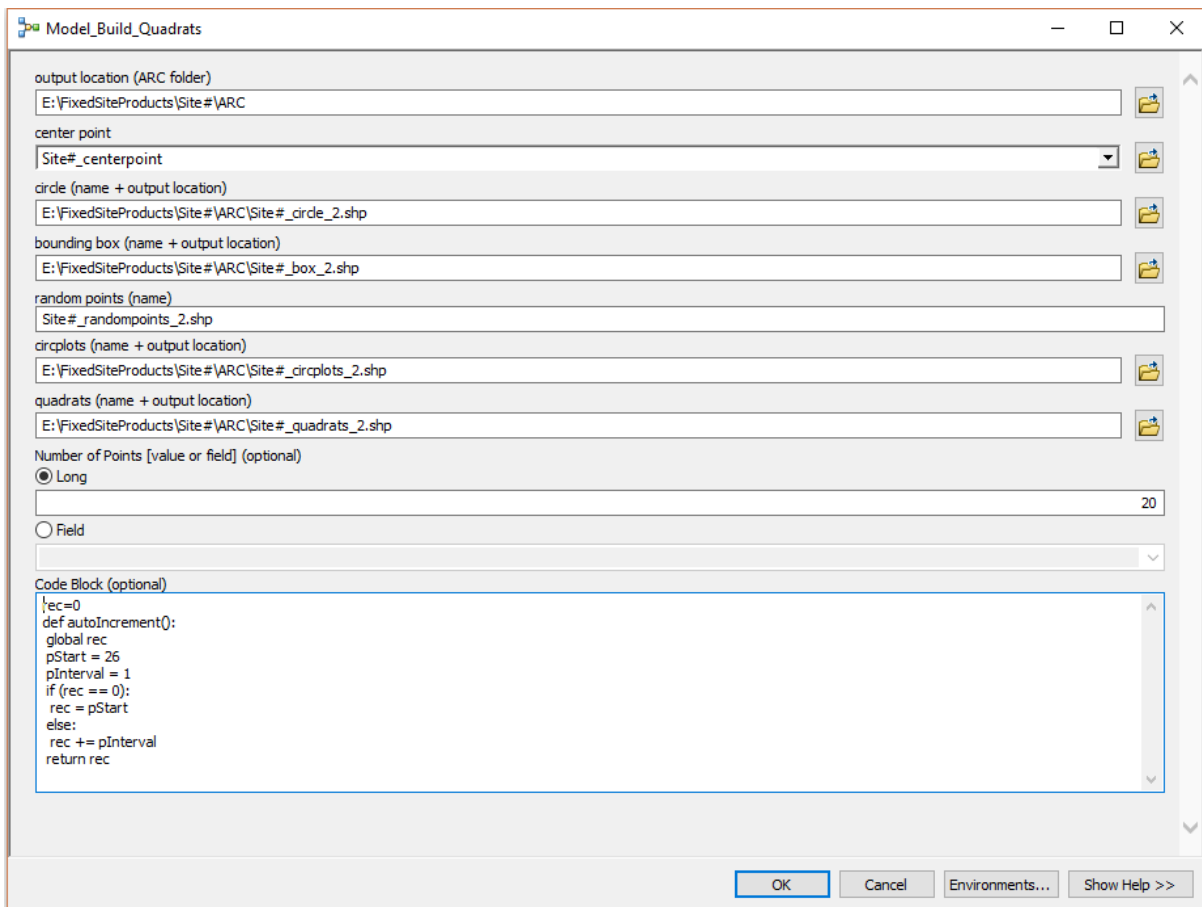 Model_Build_Quadrats
output location (ARC folder)
E:\FixedSiteProducts\Site#\ARC
center point
Site#_centerpoint
circle (name + output location)
E:\FixedSiteProducts\Site#\ARC\Site#_circle_2.shp
bounding box (name + output location)
E:\FixedSiteProducts\Site#\ARC\Site#_box_2.shp
random points (name)
Site#_randompoints_2.shp
circplots (name + output location)
E:\FixedSiteProducts\Site#\ARC\Site#_circplots_2.shp
quadrats (name + output location)
E:\FixedSiteProducts\Site#\ARC\Site#_quadrats_2.shp
Number of Points [value or field] (optional)
Long
20
Field
Code Block (optional)
rec=0
def autoIncrement():
 global rec
 pStart = 26
 pInterval = 1
 if (rec == 0):
  rec = pStart
 else:
  rec += pInterval
 return rec
OK Cancel Environments... Show Help >>